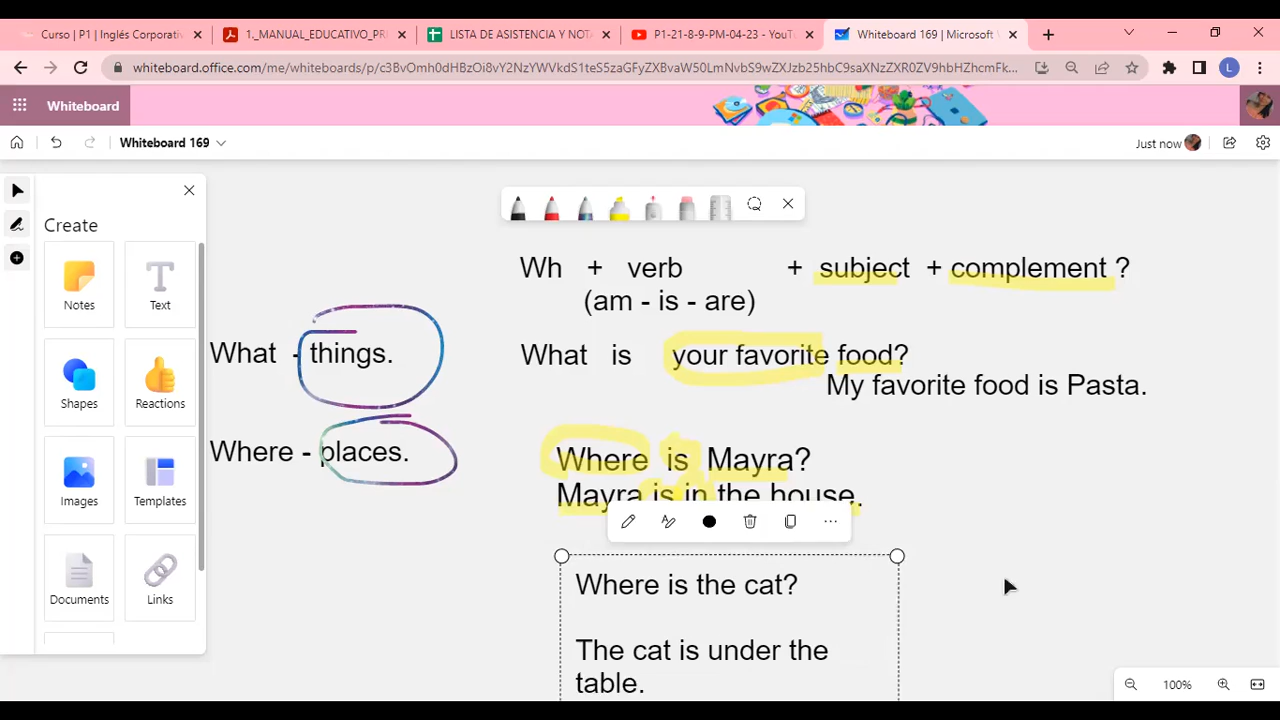 Curso | P1 | Inglés Corporativ
1._MANUAL_EDUCATIVO_PRI
LISTA DE ASISTENCIA Y NOTA
P1-21-8-9-PM-04-23 - YouTu
Whiteboard 169 | Microsoft
whiteboard.office.com/me/whiteboards/p/c3BvOmh0dHBzOi8vY2NzYWVkdS1teS5zaGFyZXBvaW50LmNvbS9wZXJzb25hbC9saXNzZXR0ZV9hbHZhcmFk...
L
Whiteboard
Whiteboard 169
Just now
Create
Notes
Text
Shapes
Reactions
Images
Templates
Documents
Links
Wh + verb + subject + complement ?
(am - is - are)
What - things.
What is your favorite food?
My favorite food is Pasta.
Where - places.
Where is Mayra?
Mayra is in the house.
Where is the cat?
The cat is under the
table.
100%